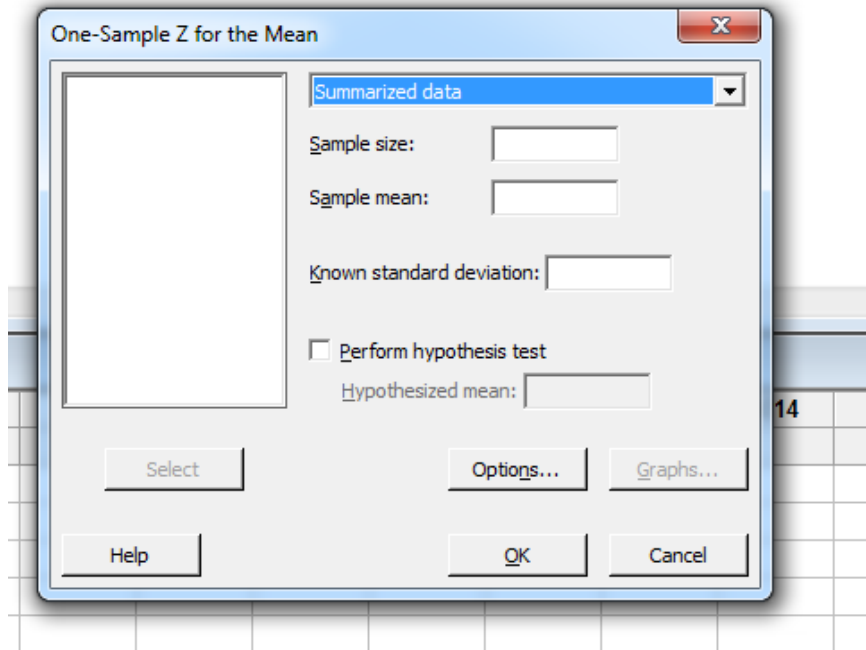 One-Sample Z for the Mean
Summarized data
Sample size:
Sample mean:
Known standard deviation:
Perform hypothesis test
Hypothesized mean:
14
Select
Options...
Graphs...
Help
OK
Cancel